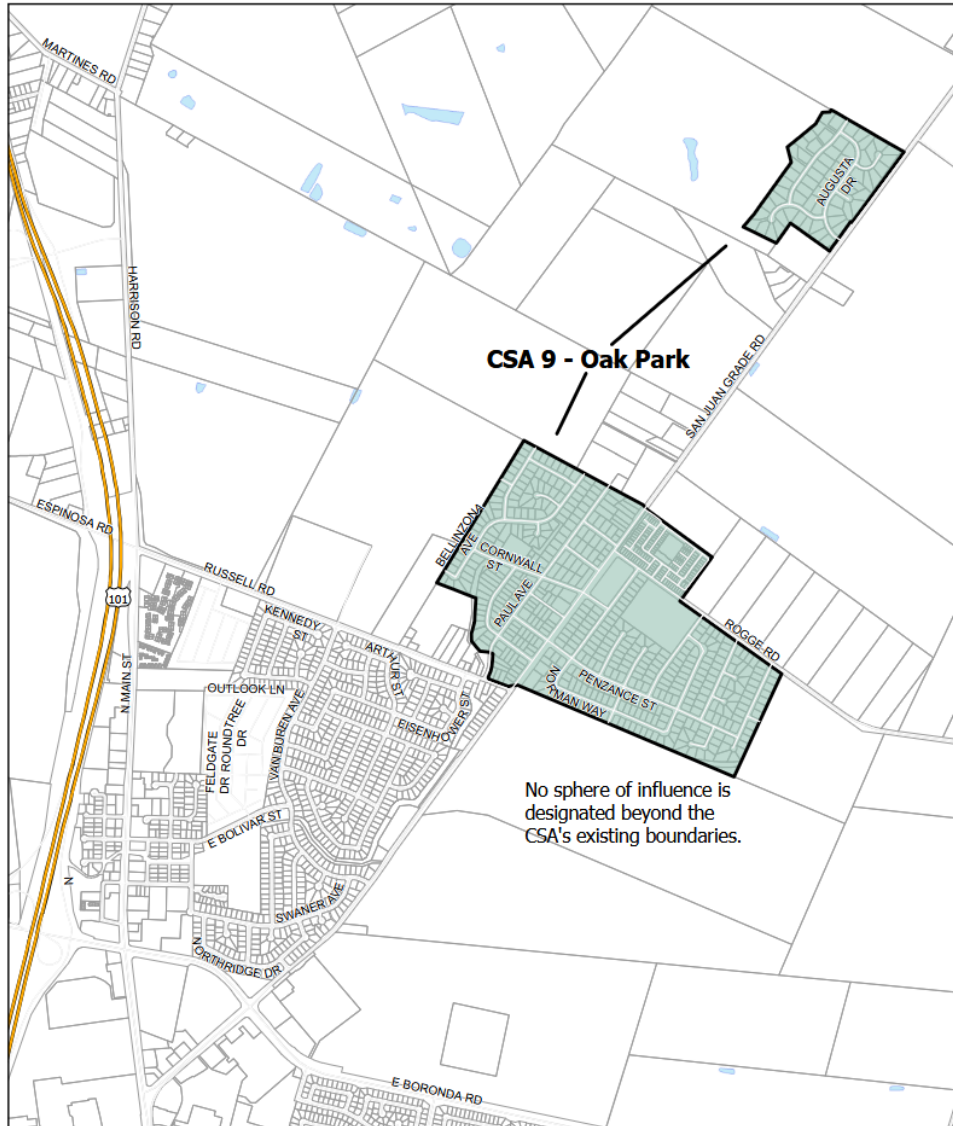 MARTINES RD
AUGUSTA
DR
HARRISON RD
CSA 9 - Oak Park
SAN JUAN GRADE RD
ESPINOSA RD
BELLINZONA
AVE
CORNWALL
ST
RUSSELL RD
101
PAUL AVE
KENNEDY
ST
ROGGE RD
ARTHUR ST
N MAIN ST
OUTLOOK LN
NORMAN WAY
PENZANCE ST
EISENHOWER ST
VAN BUREN AVE
FELDGATE
DR
ROUNDTREE
DR
No sphere of influence is
designated beyond the
CSA's existing boundaries.
E BOLIVAR ST
N
SWANER AVE
NORTHRIDGE DR
E BORONDA RD